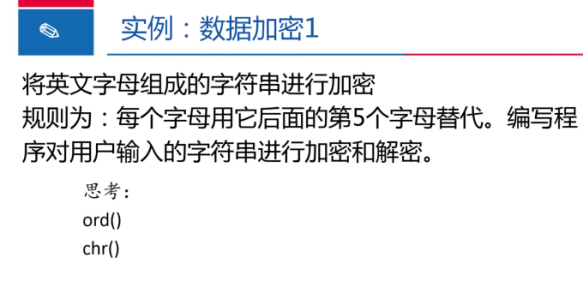 实例：数据加密1
将英文字母组成的字符串进行加密
规则为：每个字母用它后面的第5个字母替代。编写程
序对用户输入的字符串进行加密和解密。
思考：
ord()
chr()